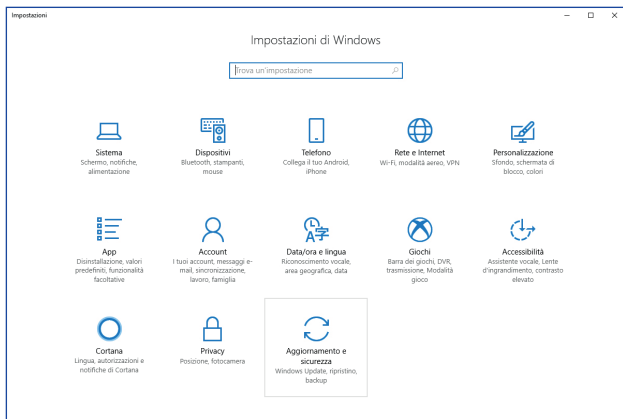 Impostazioni
Impostazioni di Windows
Trova un'impostazione
Sistema
Schermo, notifiche,
alimentazione
Dispositivi
Bluetooth, stampanti,
mouse
Telefono
Collega il tuo Android,
iPhone
Rete e Internet
Wi-Fi, modalità aereo, VPN
Personalizzazione
Sfondo, schermata di
blocco, colori
App
Disinstallazione, valori
predefiniti, funzionalità
facoltative
Account
I tuoi account, messaggi e-
mail, sincronizzazione,
lavoro, famiglia
Data/ora e lingua
Riconoscimento vocale,
area geografica, data
Giochi
Barra dei giochi, DVR,
trasmissione, Modalità
gioco
Accessibilità
Assistente vocale, Lente
d'ingrandimento, contrasto
elevato
Cortana
Lingua, autorizzazioni e
notifiche di Cortana
Privacy
Posizione, fotocamera
Aggiornamento e
sicurezza
Windows Update, ripristino,
backup